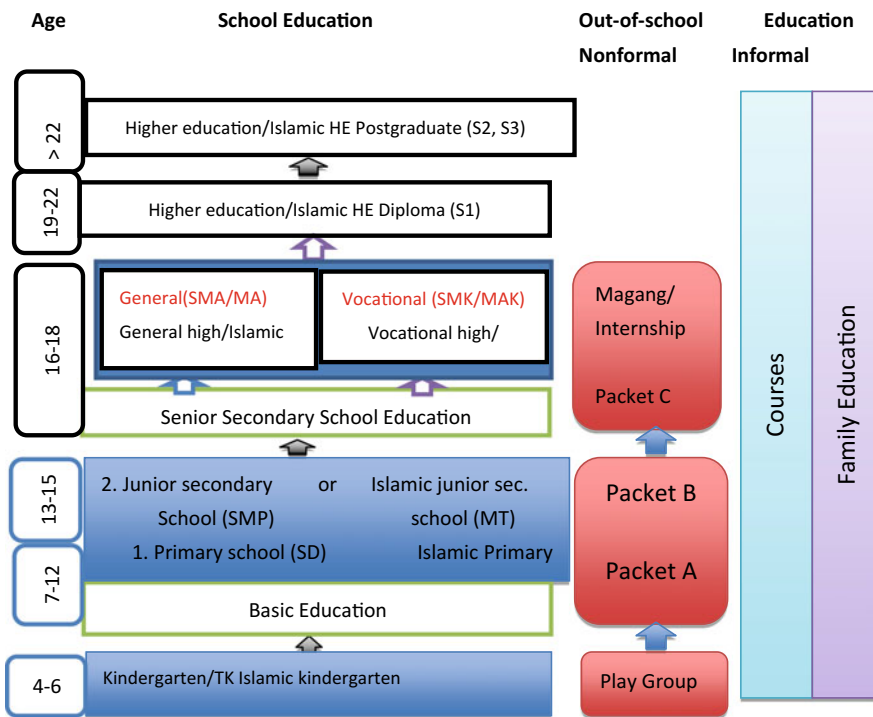 Age School Education Out-of-school Education
Nonformal Informal
> 22
Higher education/Islamic HE Postgraduate (S2, S3)
19-22
Higher education/Islamic HE Diploma (S1)
16-18
General(SMA/MA)
General high/Islamic
Vocational (SMK/MAK)
Vocational high/
Magang/
Internship
Packet C
Senior Secondary School Education
13-15
2. Junior secondary or Islamic junior sec.
School (SMP) school (MT)
1. Primary school (SD) Islamic Primary
Packet B
7-12
Packet A
Basic Education
4-6
Kindergarten/TK Islamic kindergarten
Play Group
Courses
Family Education